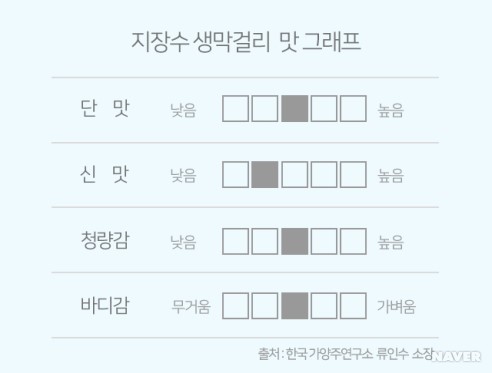 지장수 생막걸리 맛 그래프
단 맛 낮음 높음
신 맛 낮음 높음
청량감 낮음 높음
바디감 무거움 가벼움
출처 : 한국가양주연구소 류인수 소장
NAVER